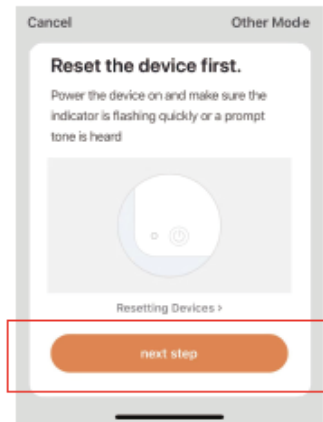 Cancel Other Mode
Reset the device first.
Power the device on and make sure the
indicator is flashing quickly or a prompt
tone is heard
Resetting Devices >
next step